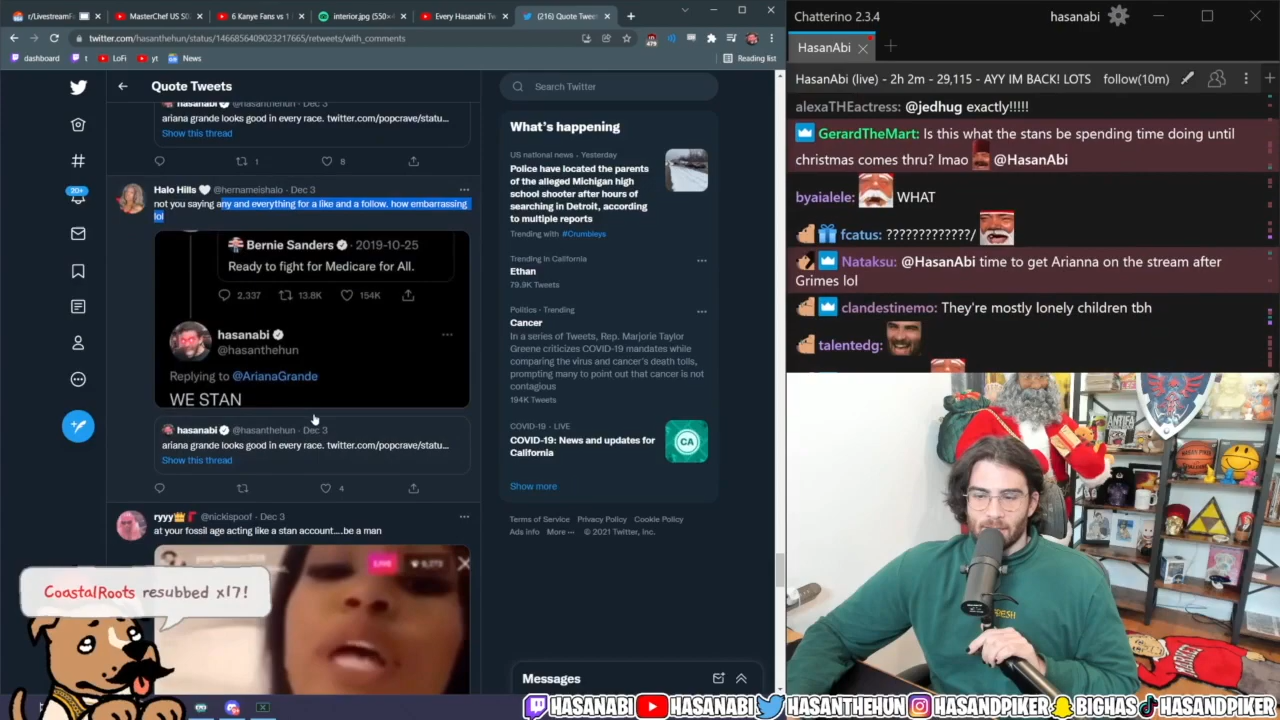 r/Livestream
MasterChef US S0
6 Kanye Fans vs 1
interior.jpg (550×
Every Hasanabi Tw
(216) Quote Twee
twitter.com/hasanthehun/status/1466856409023217665/retweets/with_comments
dashboard
t
LoFi
yt
News
Reading list
Quote Tweets
Search Twitter
20+
hasanabi @hasanthehun · Dec 3
ariana grande looks good in every race. twitter.com/popcrave/statu...
Show this thread
1
8
Halo Hills @hernameishalo · Dec 3
not you saying any and everything for a like and a follow. how embarrassing
lol
Bernie Sanders · 2019-10-25
Ready to fight for Medicare for All.
2,337
13.8K
154K
hasanabi
@hasanthehun
Replying to @ArianaGrande
WE STAN
hasanabi @hasanthehun · Dec 3
ariana grande looks good in every race. twitter.com/popcrave/statu...
Show this thread
4
ryyy @nickispoof · Dec 3
at your fossil age acting like a stan account....be a man
LIVE
CoastalRoots resubbed x17!
What's happening
US national news · Yesterday
Police have located the parents
of the alleged Michigan high
school shooter after hours of
searching in Detroit, according
to multiple reports
Trending with #Crumbleys
Trending in California
Ethan
79.9K Tweets
Politics · Trending
Cancer
In a series of Tweets, Rep. Marjorie Taylor
Greene criticizes COVID-19 mandates while
comparing the virus and cancer's death tolls,
prompting many to point out that cancer is not
contagious
194K Tweets
COVID-19 · LIVE
COVID-19: News and updates for
California
CA
Show more
Terms of Service Privacy Policy Cookie Policy
Ads info More ··· © 2021 Twitter, Inc.
Messages
Chatterino 2.3.4
hasanabi
HasanAbi
HasanAbi (live) - 2h 2m - 29,115 - AYY IM BACK! LOTS
follow(10m)
alexaTHEactress: @jedhug exactly!!!!!
GerardTheMart: Is this what the stans be spending time doing until
christmas comes thru? lmao @HasanAbi
byaialele: WHAT
fcatus: ?????????????/
Nataksu: @HasanAbi time to get Arianna on the stream after
Grimes lol
clandestinemo: They're mostly lonely children tbh
talentedg:
ANTIFA
HASANABI
HASANABI
HASANTHEHUN
HASANDPIKER
BIGHAS
HASANDPIKER